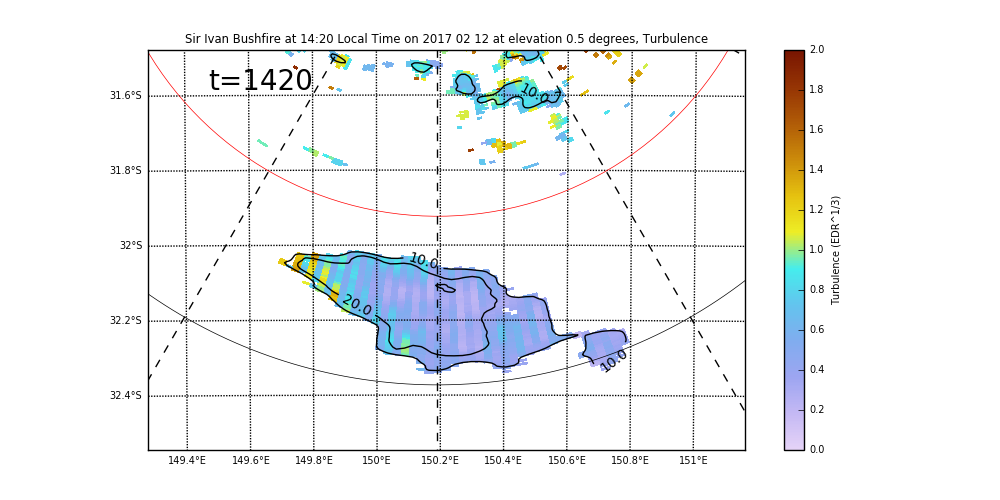 Sir Ivan Bushfire at 14:20 Local Time on 2017 02 12 at elevation 0.5 degrees, Turbulence
t=1420
31.6°S
31.8°S
32°S
32.2°S
32.4°S
10.0
10.0
20.0
10.0
149.4°E 149.6°E 149.8°E 150°E 150.2°E 150.4°E 150.6°E 150.8°E 151°E
2.0
1.8
1.6
1.4
1.2
1.0
0.8
0.6
0.4
0.2
0.0
Turbulence (EDR^1/3)